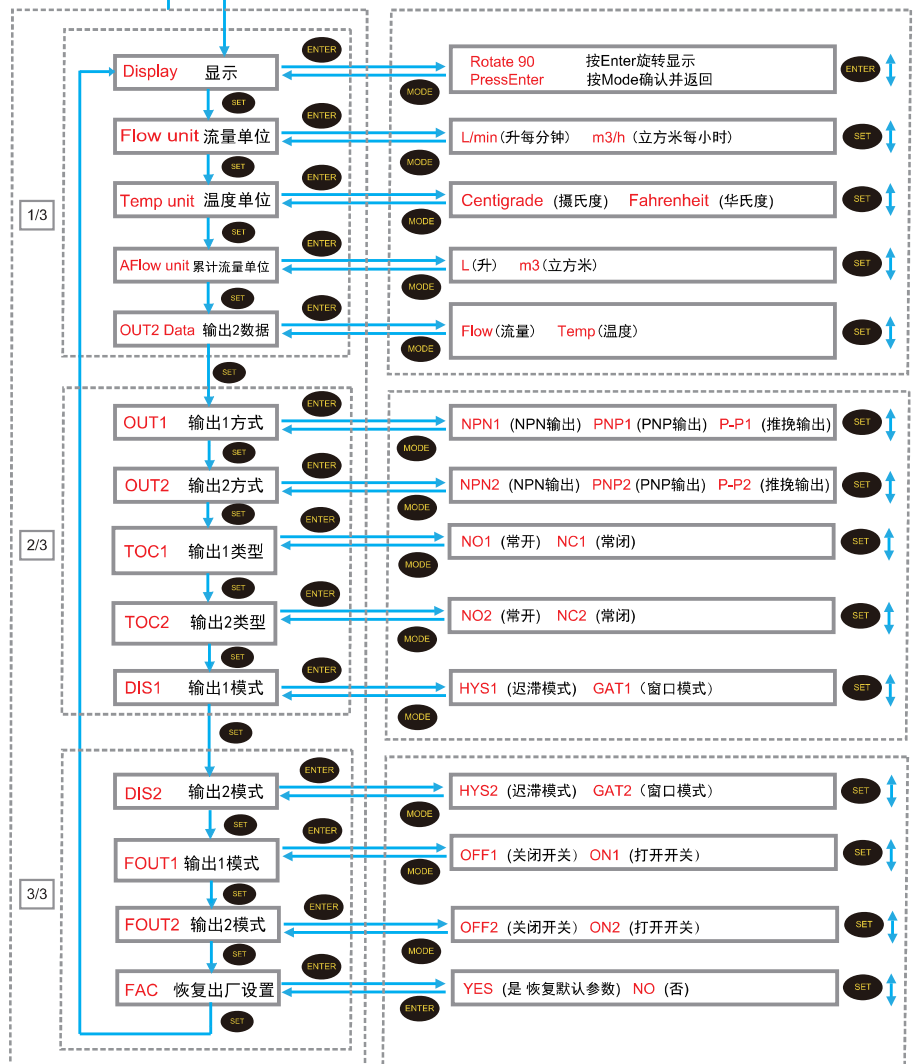 ENTER
Display 显示
MODE
Rotate 90 按Enter旋转显示
PressEnter 按Mode确认并返回
ENTER
SET
ENTER
Flow unit 流量单位
MODE
L/min(升每分钟) m3/h (立方米每小时)
SET
SET
ENTER
Temp unit 温度单位
MODE
Centigrade (摄氏度) Fahrenheit (华氏度)
SET
1/3
SET
ENTER
AFlow unit 累计流量单位
MODE
L(升) m3(立方米)
SET
SET
ENTER
OUT2 Data 输出2数据
MODE
Flow(流量) Temp(温度)
SET
SET
ENTER
OUT1 输出1方式
MODE
NPN1 (NPN输出) PNP1(PNP输出) P-P1 (推挽输出)
SET
SET
ENTER
OUT2 输出2方式
MODE
NPN2 (NPN输出) PNP2(PNP输出) P-P2 (推挽输出)
SET
SET
ENTER
2/3
TOC1 输出1类型
MODE
NO1 (常开) NC1 (常闭)
SET
SET
ENTER
TOC2 输出2类型
MODE
NO2 (常开) NC2 (常闭)
SET
SET
ENTER
DIS1 输出1模式
MODE
HYS1 (迟滞模式) GAT1 (窗口模式)
SET
SET
ENTER
DIS2 输出2模式
MODE
HYS2 (迟滞模式) GAT2 (窗口模式)
SET
SET
ENTER
FOUT1 输出1模式
MODE
OFF1 (关闭开关) ON1 (打开开关)
SET
3/3
SET
ENTER
FOUT2 输出2模式
MODE
OFF2 (关闭开关) ON2 (打开开关)
SET
SET
ENTER
FAC 恢复出厂设置
ENTER
YES (是 恢复默认参数) NO (否)
SET
SET